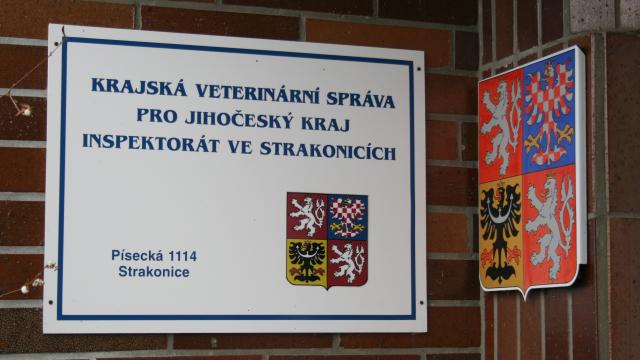 KRAJSKÁ VETERINÁRNÍ SPRÁVA
PRO JIHOČESKÝ KRAJ
INSPEKTORÁT VE STRAKONICÍCH
Písecká 1114
Strakonice